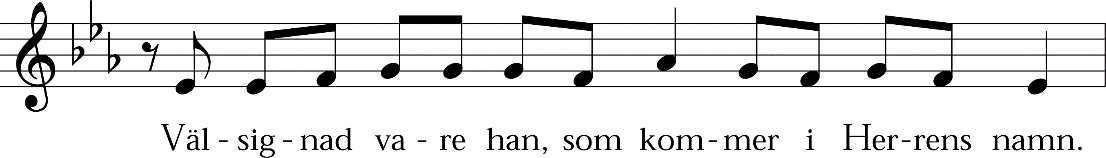 Väl - sig - nad va - re han, som kom - mer i Her - rens namn.